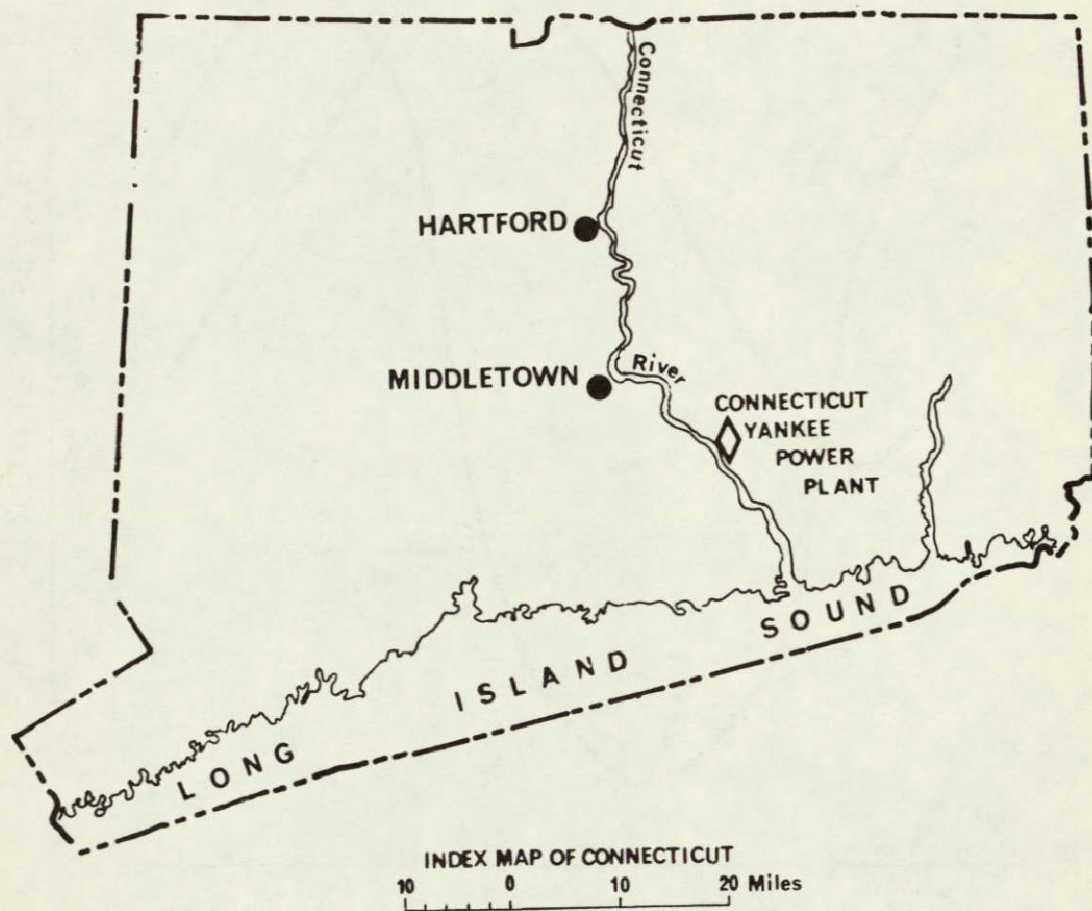 Connecticut
HARTFORD
River
MIDDLETOWN
CONNECTICUT
YANKEE
POWER
PLANT
LONG ISLAND SOUND
INDEX MAP OF CONNECTICUT
10 0 10 20 Miles